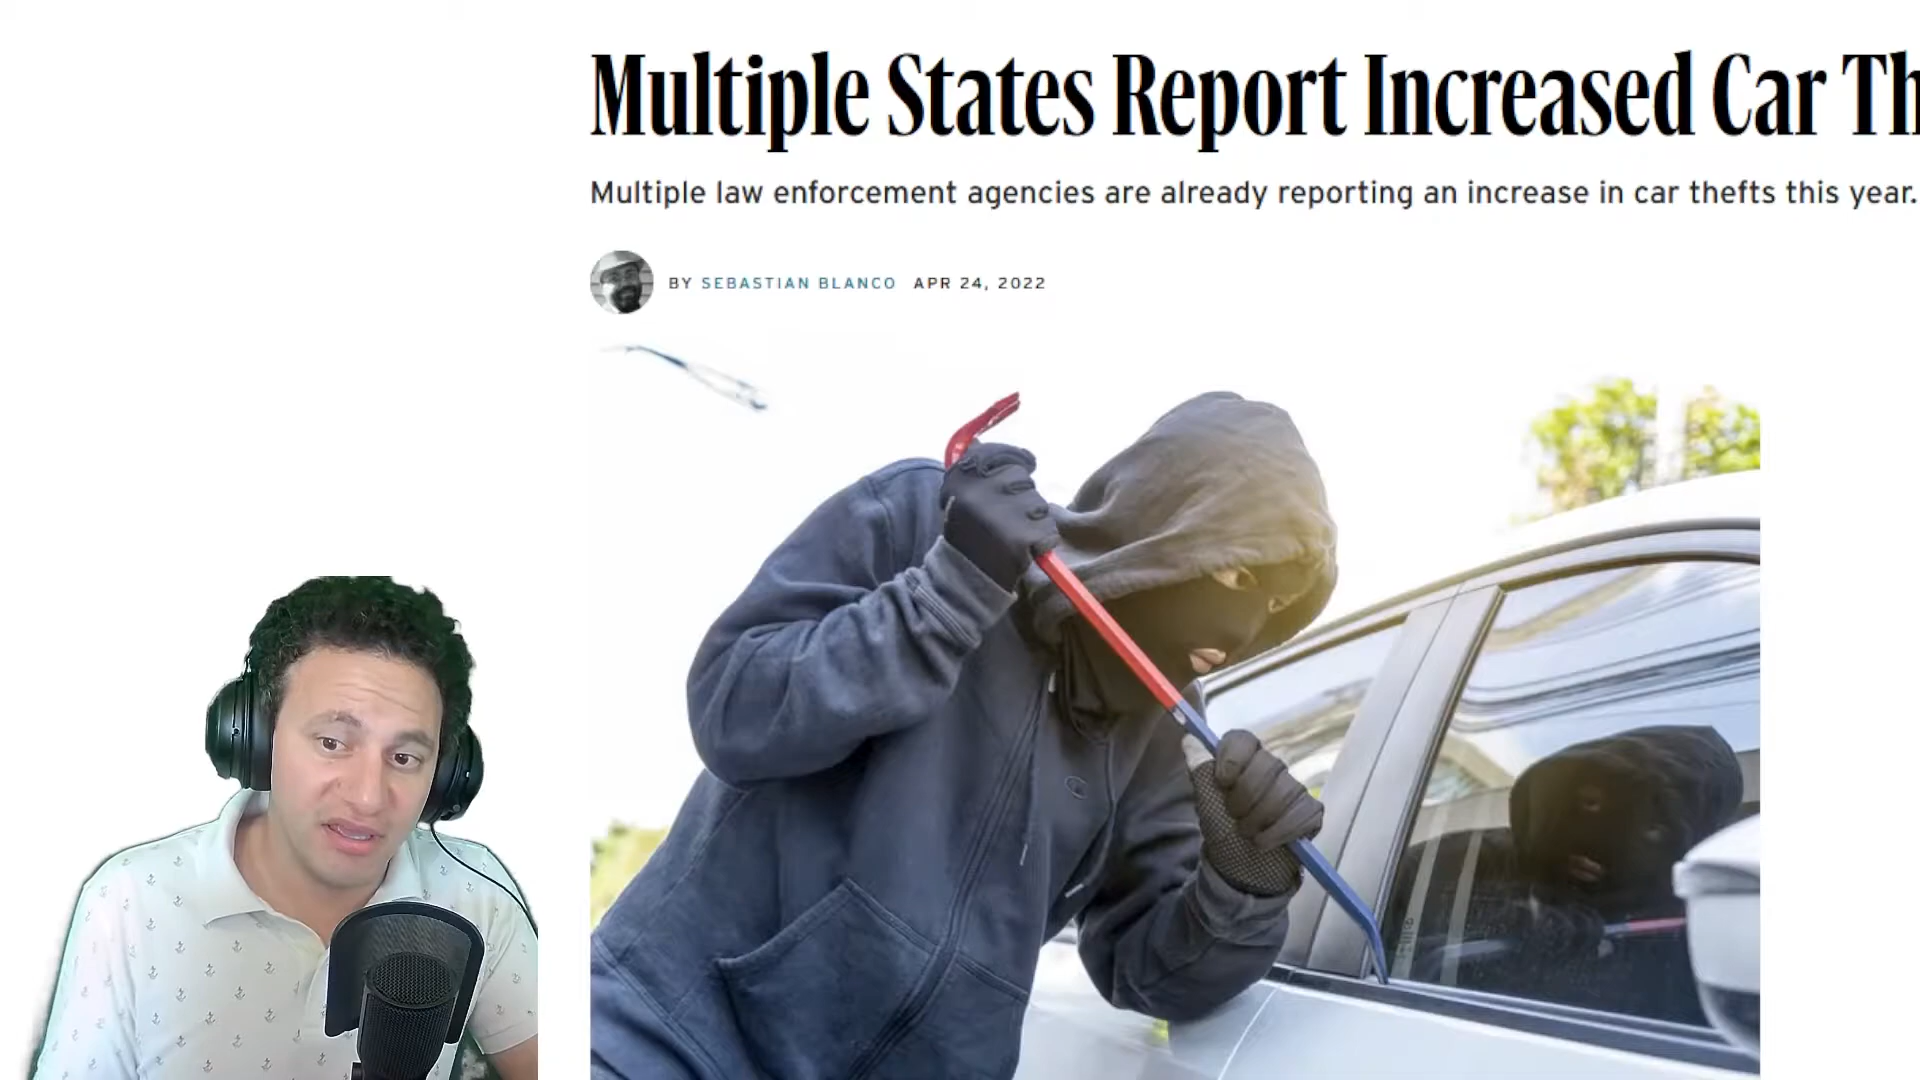 Multiple States Report Increased Car Th
Multiple law enforcement agencies are already reporting an increase in car thefts this year.
BY SEBASTIAN BLANCO APR 24, 2022